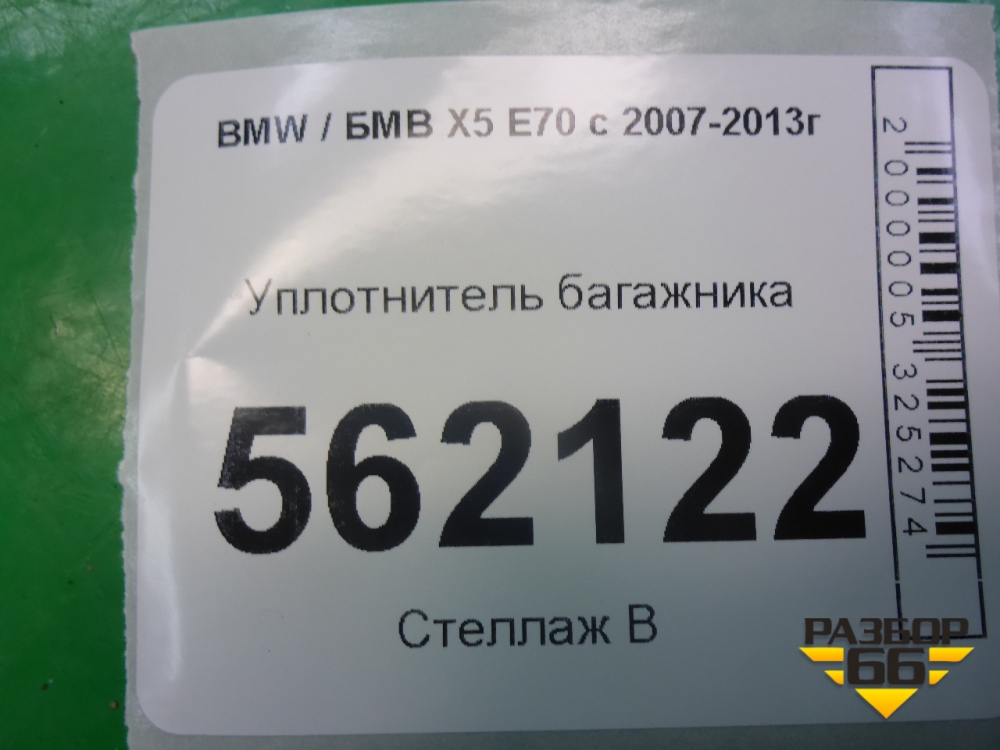 BMW / БМВ X5 E70 с 2007-2013г
Уплотнитель багажника
562122
Стеллаж В
2000005325274
РАЗБОР
66